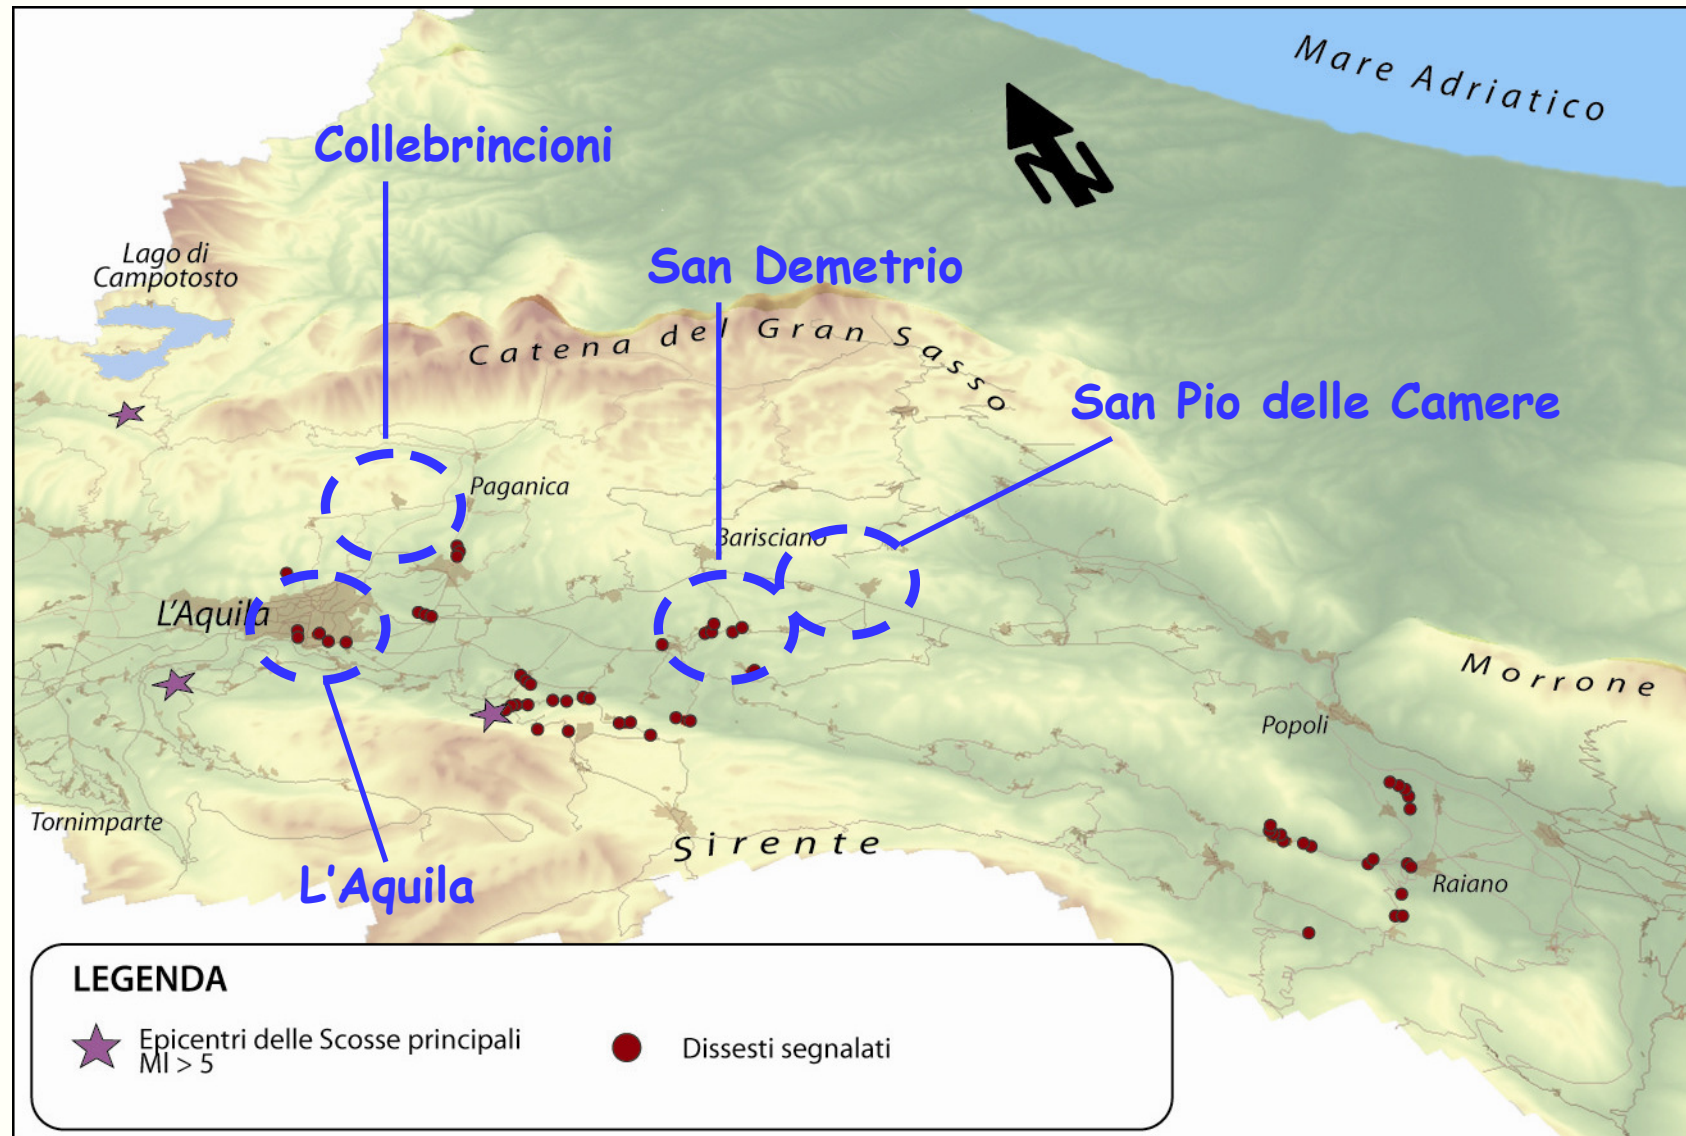 Mare Adriatico
N
Collebrincioni
Lago di
Campotosto
San Demetrio
Catena del Gran Sasso
San Pio delle Camere
Paganica
Barisciano
L'Aquila
Morrone
Popoli
Tornimparte
Sirente
L'Aquila
Raiano
LEGENDA
Epicentri delle Scosse principali
Ml > 5
Dissesti segnalati